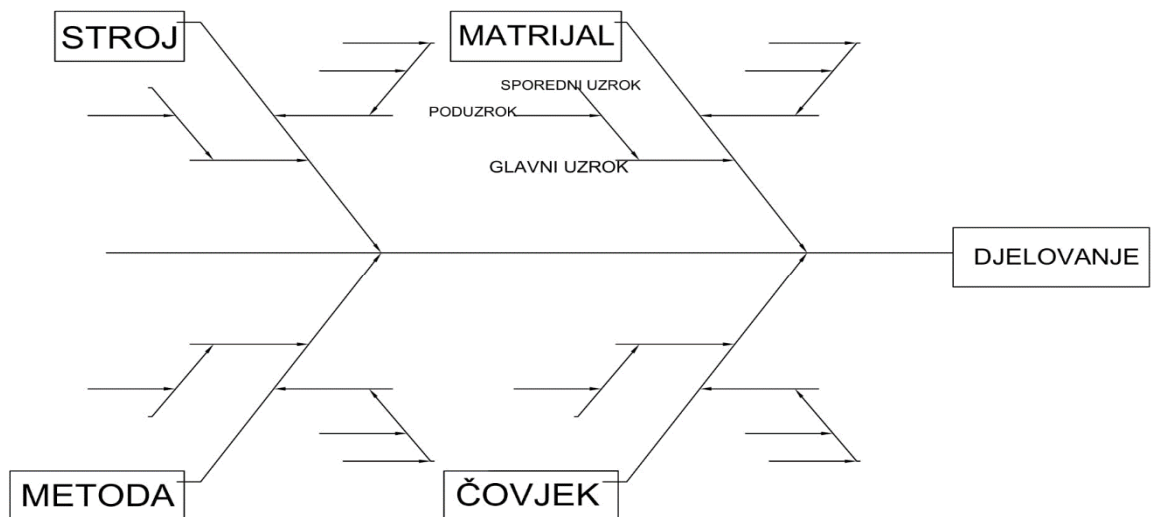 STROJ
MATRIJAL
SPOREDNI UZROK
PODUZROK
GLAVNI UZROK
DJELOVANJE
METODA
ČOVJEK